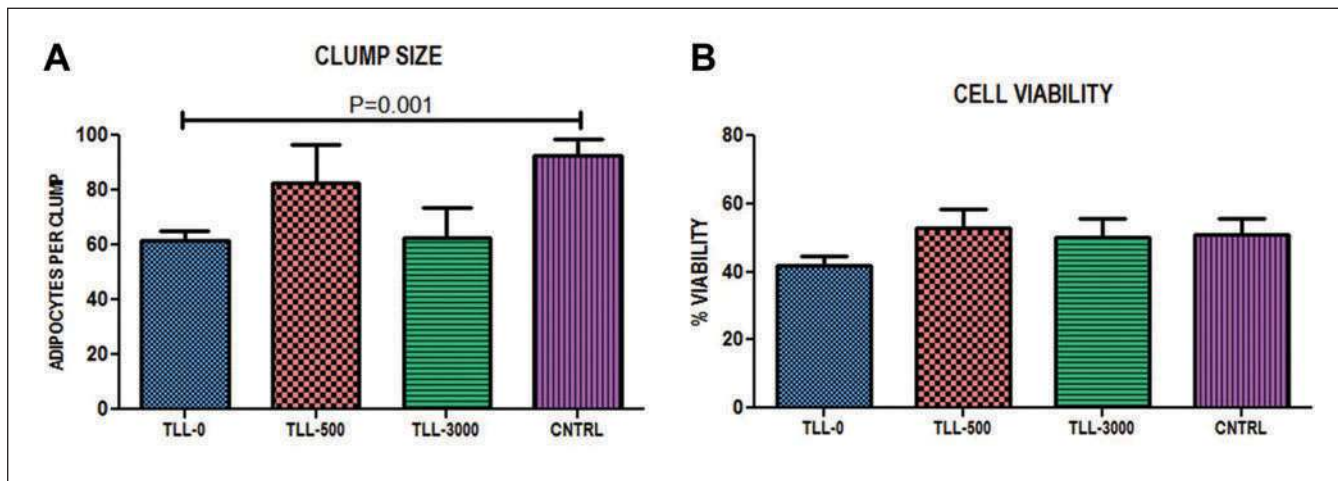 A
CLUMP SIZE
P=0.001
ADIPOCYTES PER CLUMP
100
80
60
40
20
0
TLL-0 TLL-500 TLL-3000 CNTRL
B
CELL VIABILITY
% VIABILITY
80
60
40
20
0
TLL-0 TLL-500 TLL-3000 CNTRL